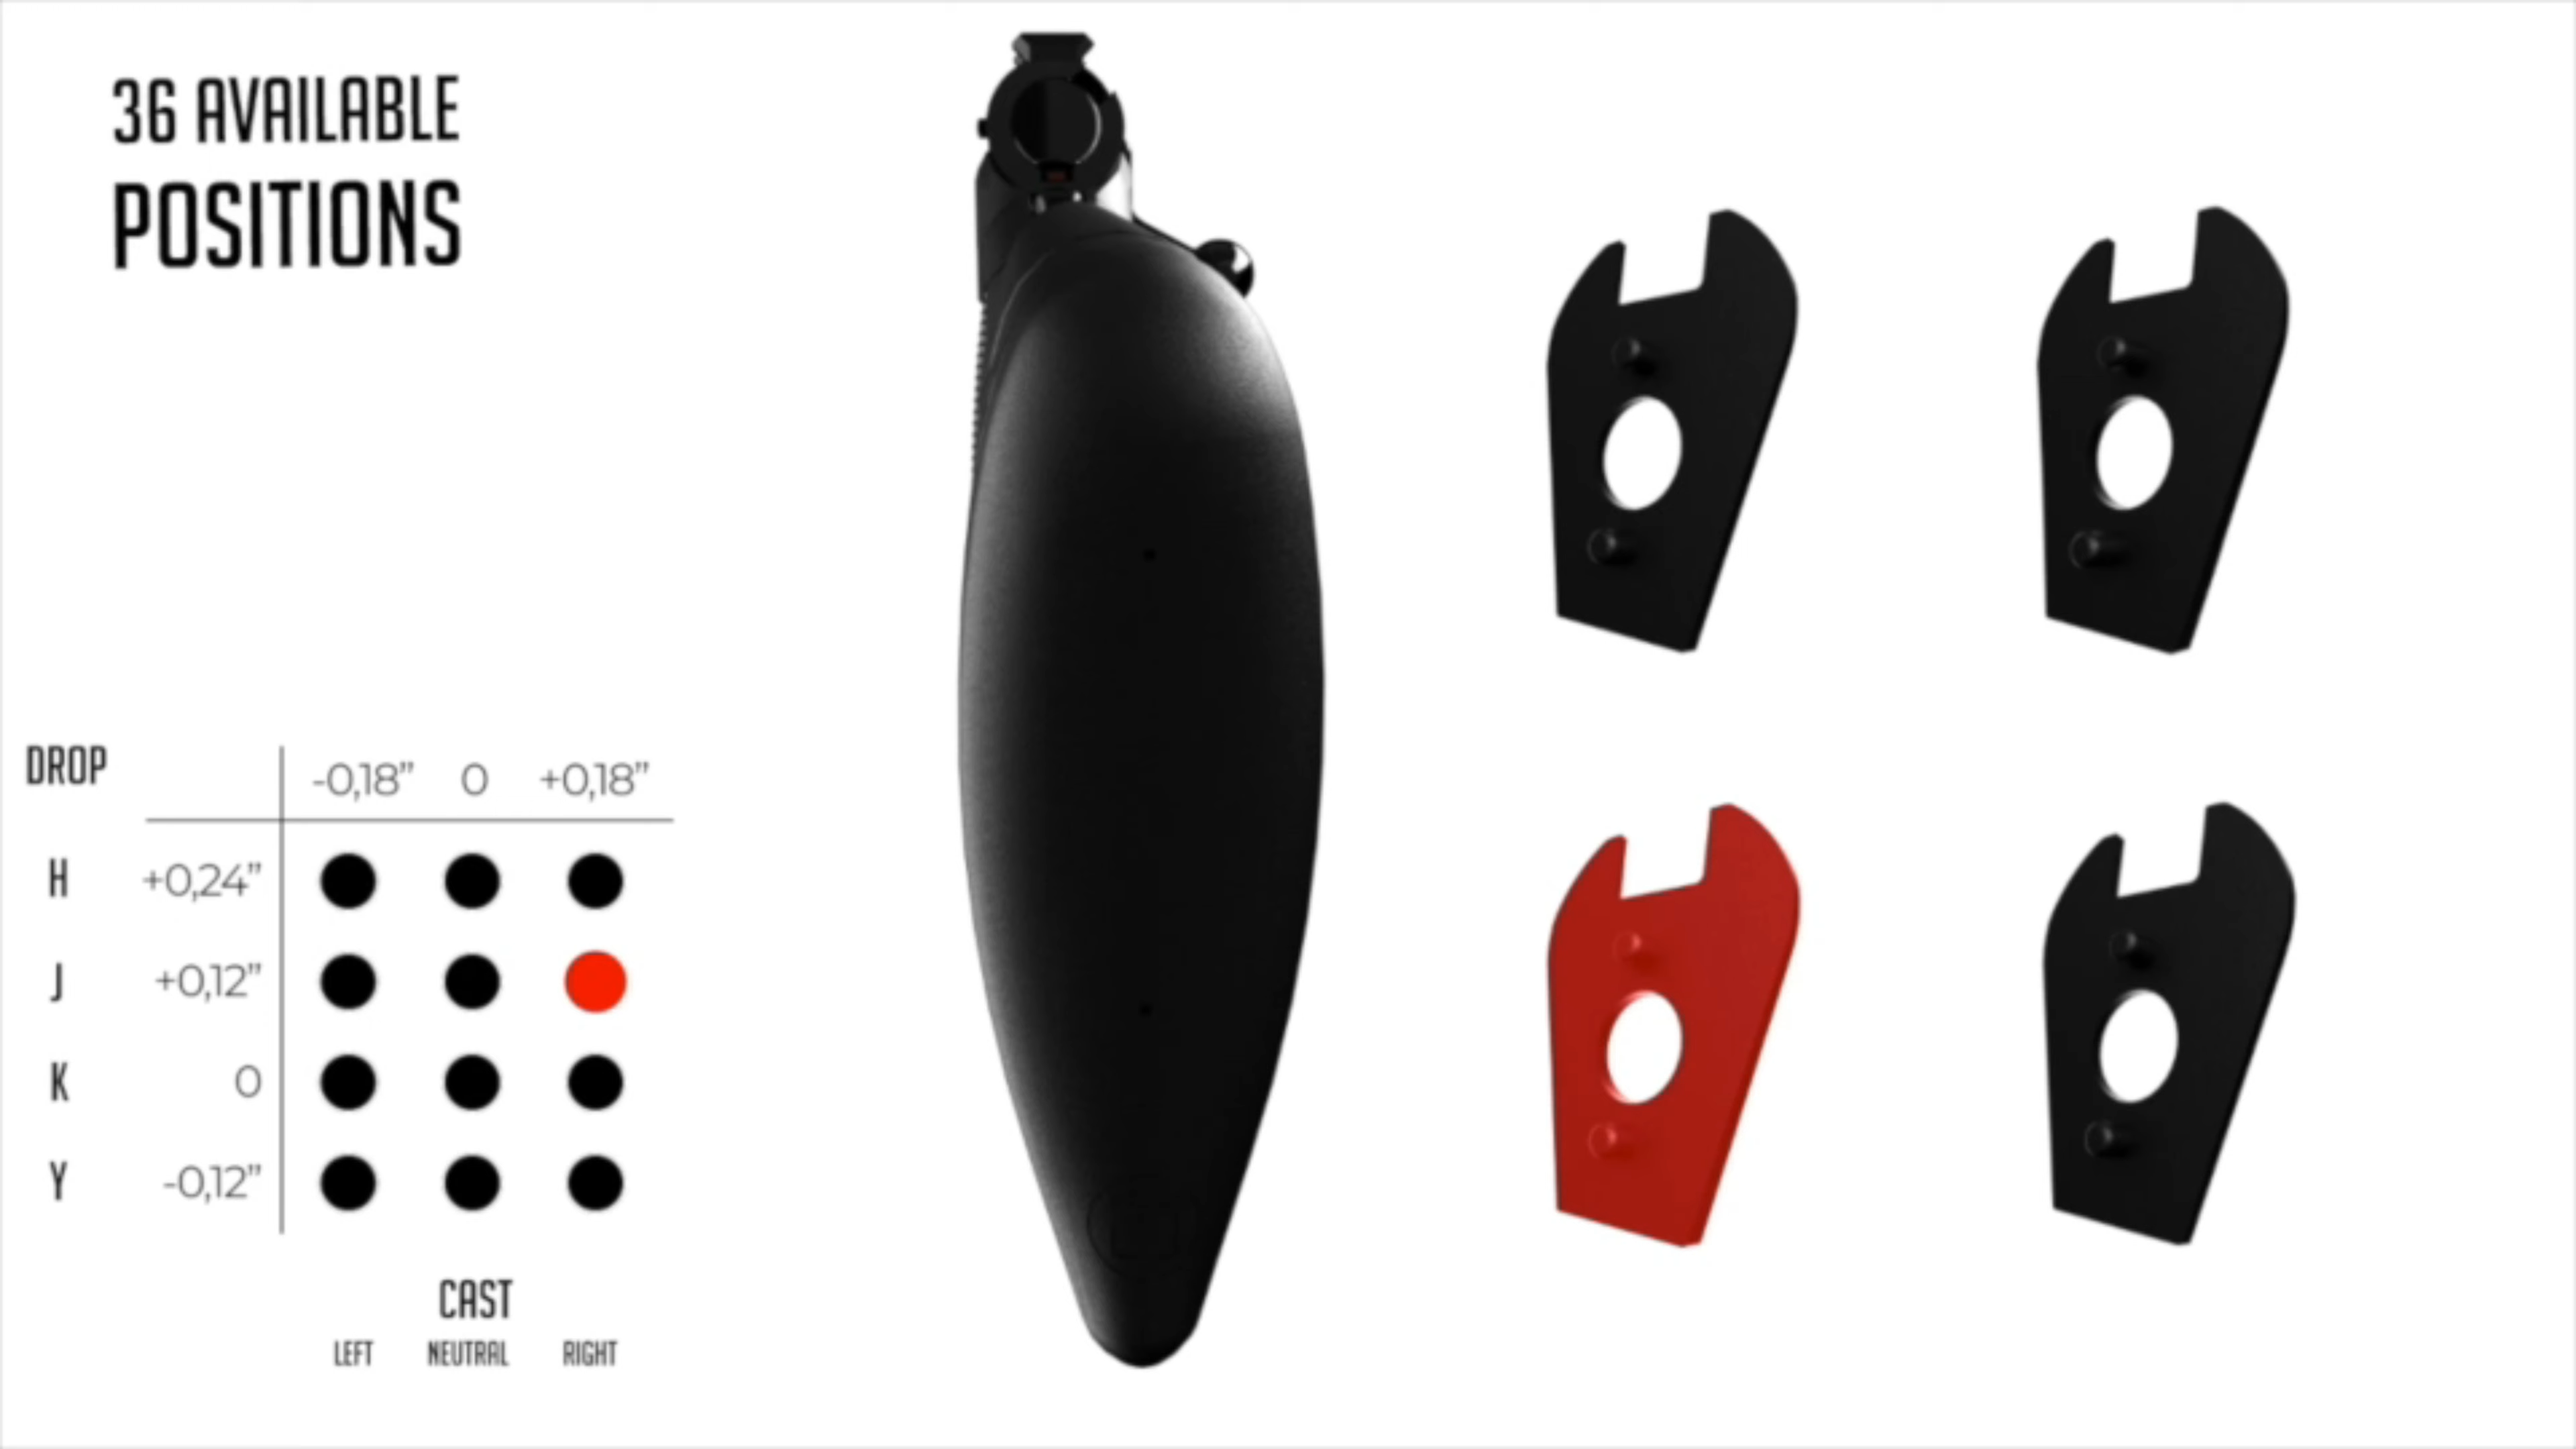 36 AVAILABLE
POSITIONS
DROP
-0,18” 0 +0,18”
H +0,24”
J +0,12”
K 0
Y -0,12”
CAST
LEFT NEUTRAL RIGHT